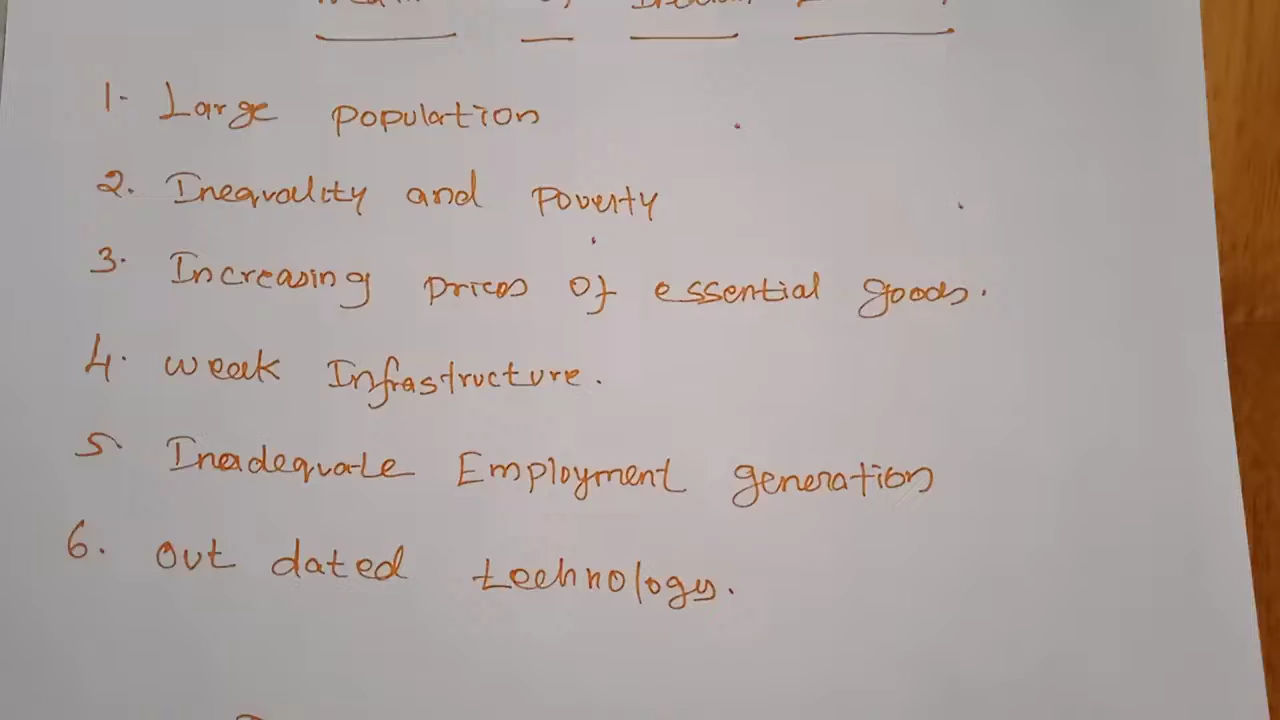 1. Large population
2. Inequality and poverty
3. Increasing prices of essential goods.
4. weak Infrastructure.
5. Inadequate Employment generation
6. out dated technology.